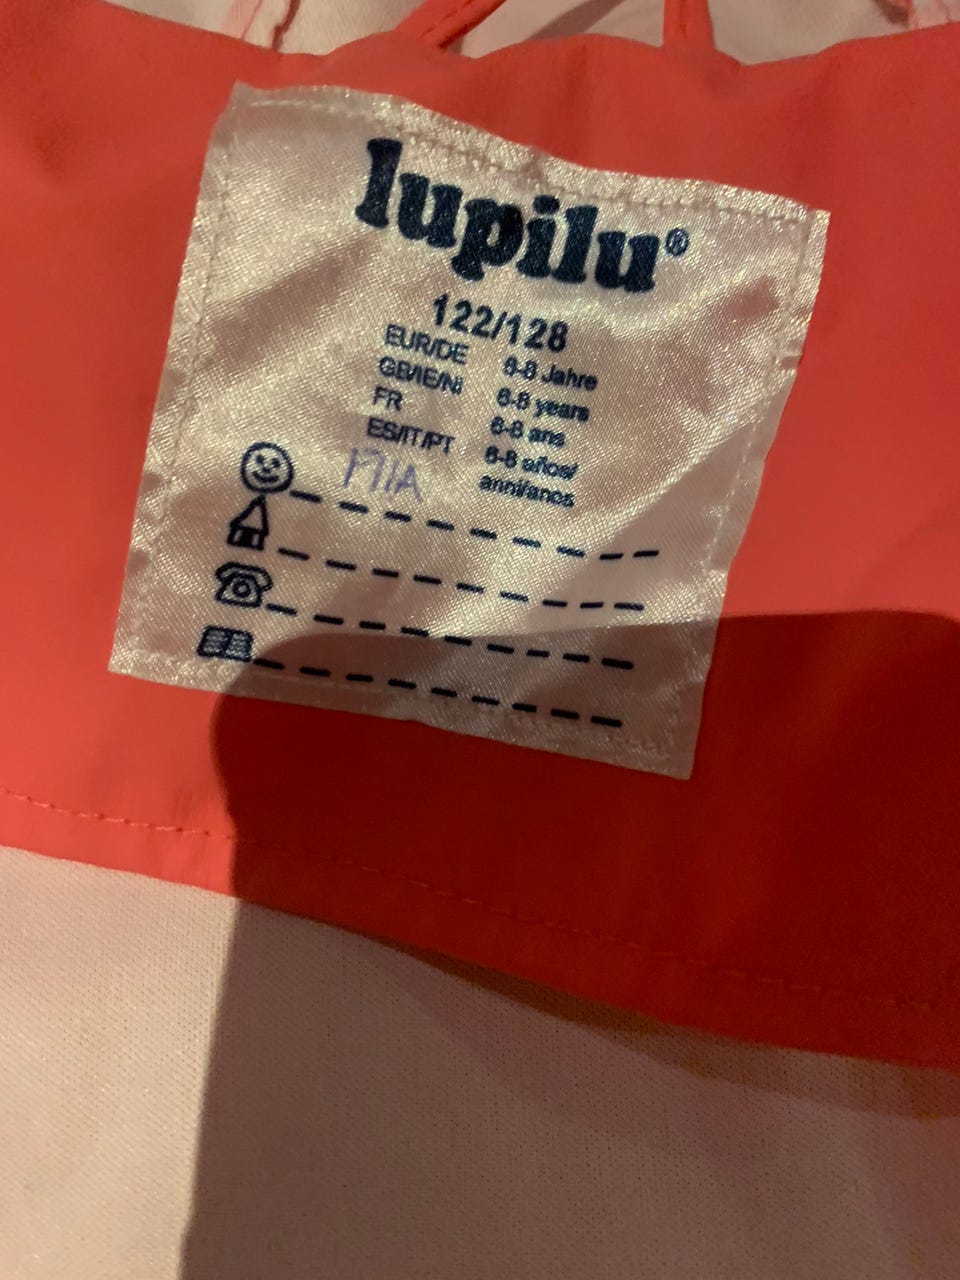 lupilu®
122/128
EUR/DE 6-8 Jahre
GB/IE/NI 6-8 years
FR 6-8 ans
ES/IT/PT 6-8 años/
anni/anos